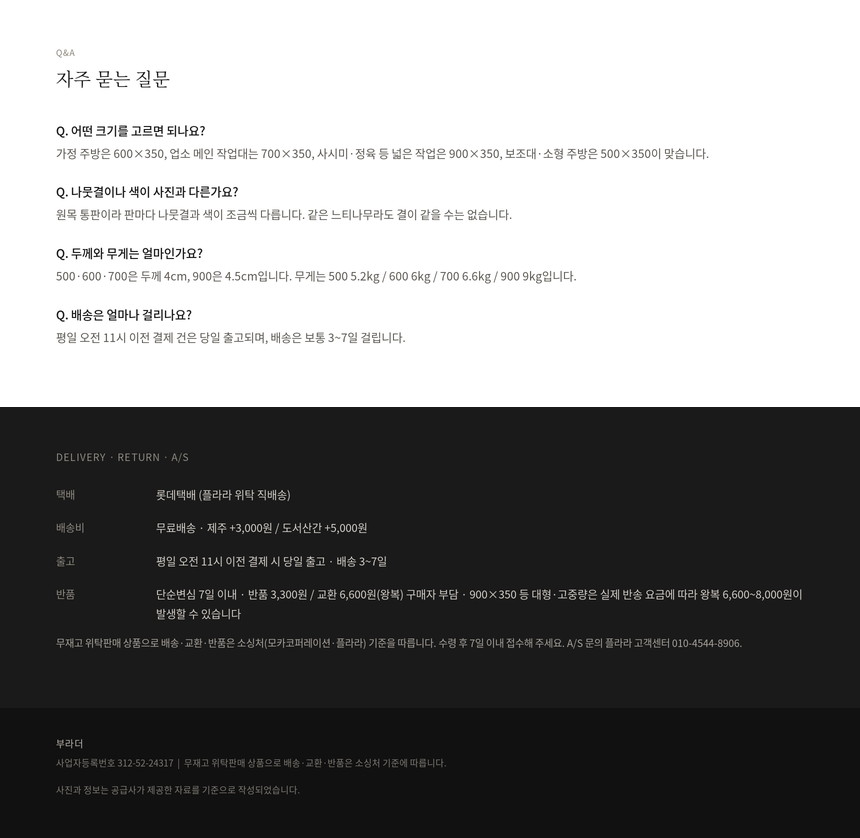 Q&A
자주 묻는 질문
Q. 어떤 크기를 고르면 되나요?
가정 주방은 600×350, 업소 메인 작업대는 700×350, 사시미·정육 등 넓은 작업은 900×350, 보조대·소형 주방은 500×350이 맞습니다.
Q. 나뭇결이나 색이 사진과 다른가요?
원목 통판이라 판마다 나뭇결과 색이 조금씩 다릅니다. 같은 느티나무라도 결이 같을 수는 없습니다.
Q. 두께와 무게는 얼마인가요?
500·600·700은 두께 4cm, 900은 4.5cm입니다. 무게는 500 5.2kg / 600 6kg / 700 6.6kg / 900 9kg입니다.
Q. 배송은 얼마나 걸리나요?
평일 오전 11시 이전 결제 건은 당일 출고되며, 배송은 보통 3~7일 걸립니다.
DELIVERY · RETURN · A/S
택배 롯데택배 (플라라 위탁 직배송)
배송비 무료배송 · 제주 +3,000원 / 도서산간 +5,000원
출고 평일 오전 11시 이전 결제 시 당일 출고 · 배송 3~7일
반품 단순변심 7일 이내 · 반품 3,300원 / 교환 6,600원(왕복) 구매자 부담 · 900×350 등 대형·고중량은 실제 반송 요금에 따라 왕복 6,600~8,000원이
발생할 수 있습니다
무재고 위탁판매 상품으로 배송·교환·반품은 소싱처(모카코퍼레이션·플라라) 기준을 따릅니다. 수령 후 7일 이내 접수해 주세요. A/S 문의 플라라 고객센터 010-4544-8906.
부라더
사업자등록번호 312-52-24317 | 무재고 위탁판매 상품으로 배송·교환·반품은 소싱처 기준에 따릅니다.
사진과 정보는 공급사가 제공한 자료를 기준으로 작성되었습니다.